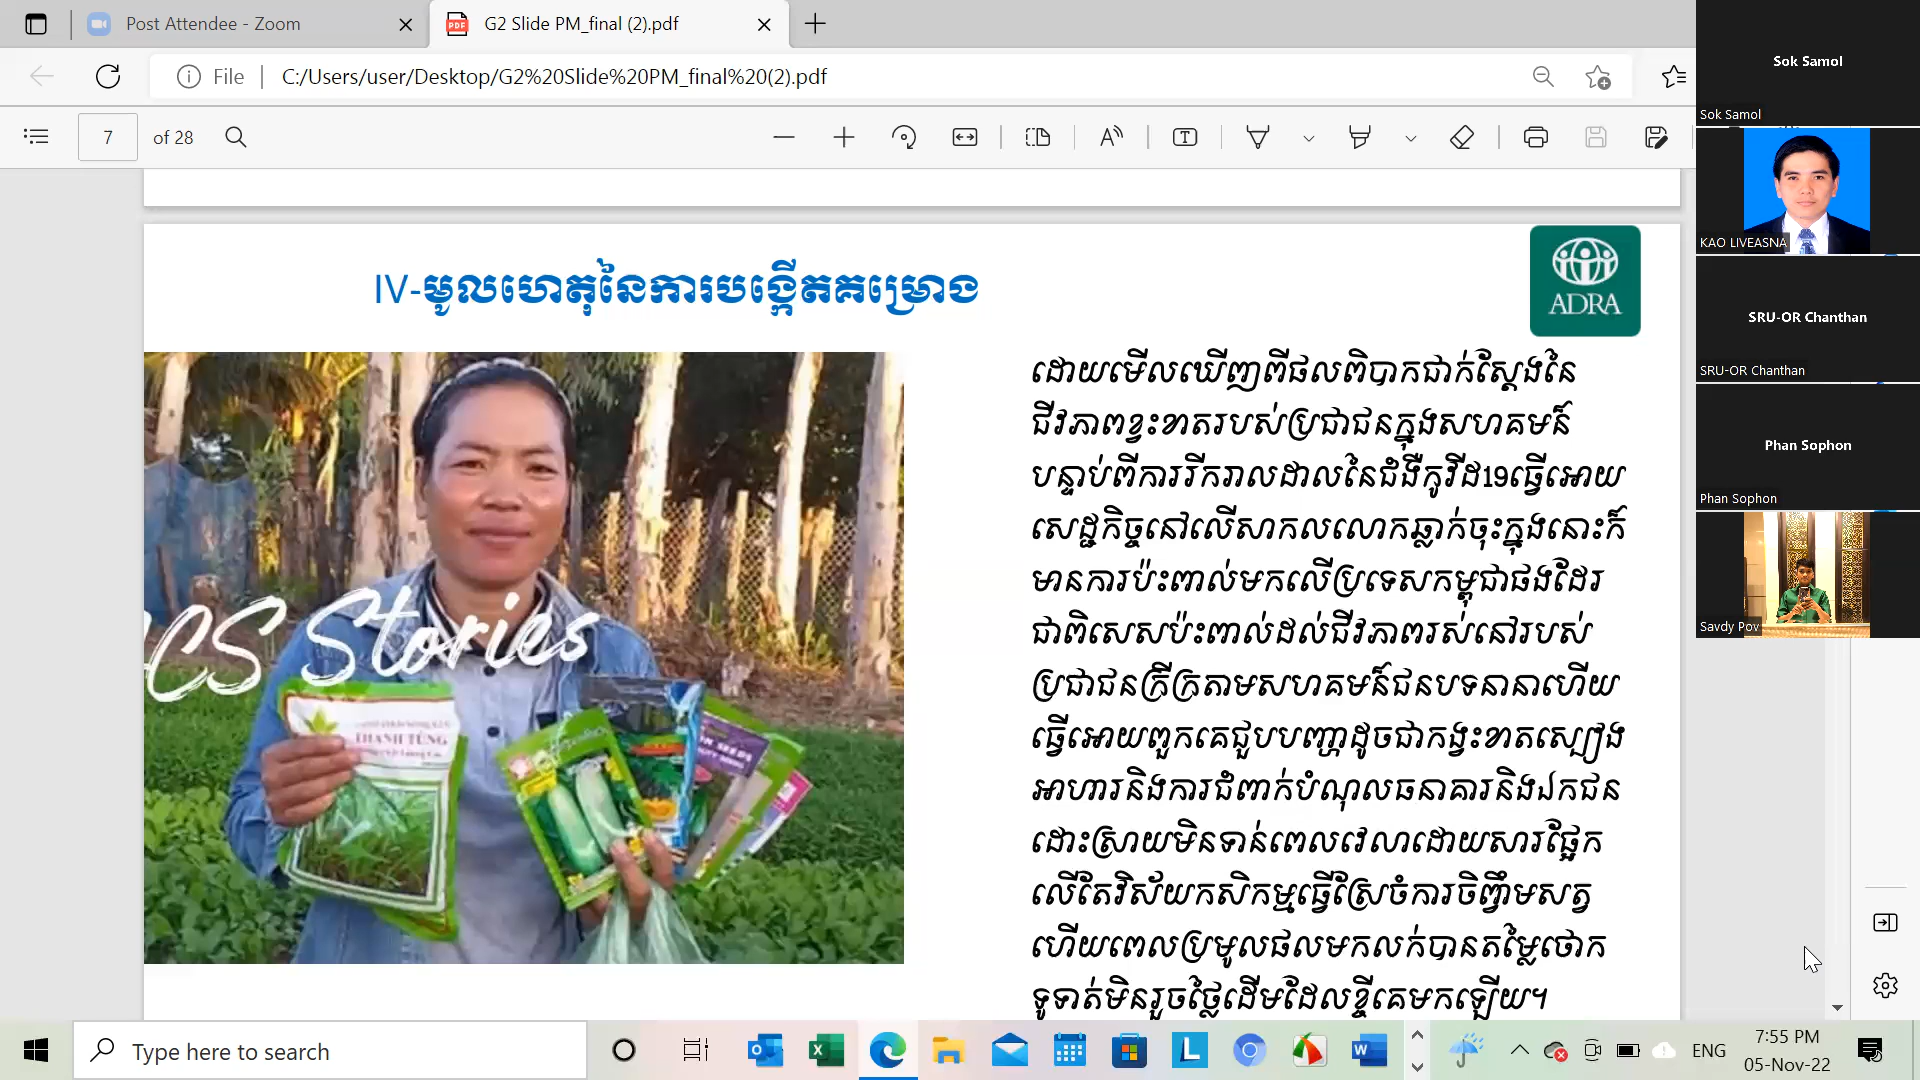 Post Attendee - Zoom
G2 Slide PM_final (2).pdf
File
C:/Users/user/Desktop/G2%20Slide%20PM_final%20(2).pdf
7
of 28
IV-មូលហេតុនៃការបង្កើតគម្រោង
ADRA
ដោយមើលឃើញពីផលពិបាកជាក់ស្តែងនៃ
ជីវភាពខ្វះខាតរបស់ប្រជាជនក្នុងសហគមន៍
បន្ទាប់ពីការរីករាលដាលនៃជំងឺកូវីដ19ធ្វើអោយ
សេដ្ឋកិច្ចនៅលើសាកលលោកឆ្លាក់ចុះក្នុងនោះក៏
មានការប៉ះពាល់មកលើប្រទេសកម្ពុជាផងដែរ
ជាពិសេសប៉ះពាល់ដល់ជីវភាពរស់នៅរបស់
ប្រជាជនក្រីក្រតាមសហគមន៍ជនបទនានាហើយ
ធ្វើអោយពួកគេជួបបញ្ហាដូចជាកង្វះខាតស្បៀង
អាហារនិងការជំពាក់បំណុលធនាគារនិងឯកជន
ដោះស្រាយមិនទាន់ពេលវេលាដោយសារផ្អែក
លើតែវិស័យកសិកម្មធ្វើស្រែចំការចិញ្ចឹមសត្វ
ហើយពេលប្រមូលផលមកលក់បានតម្លៃថោក
ទូទាត់មិនរួចថ្លៃដើមដែលខ្ចីគេមកឡើយ។
CS Stories
THANH TÙNG
Sok Samol
Sok Samol
KAO LIVEASNA
SRU-OR Chanthan
SRU-OR Chanthan
Phan Sophon
Phan Sophon
Savdy Pov
Type here to search
ENG
7:55 PM
05-Nov-22